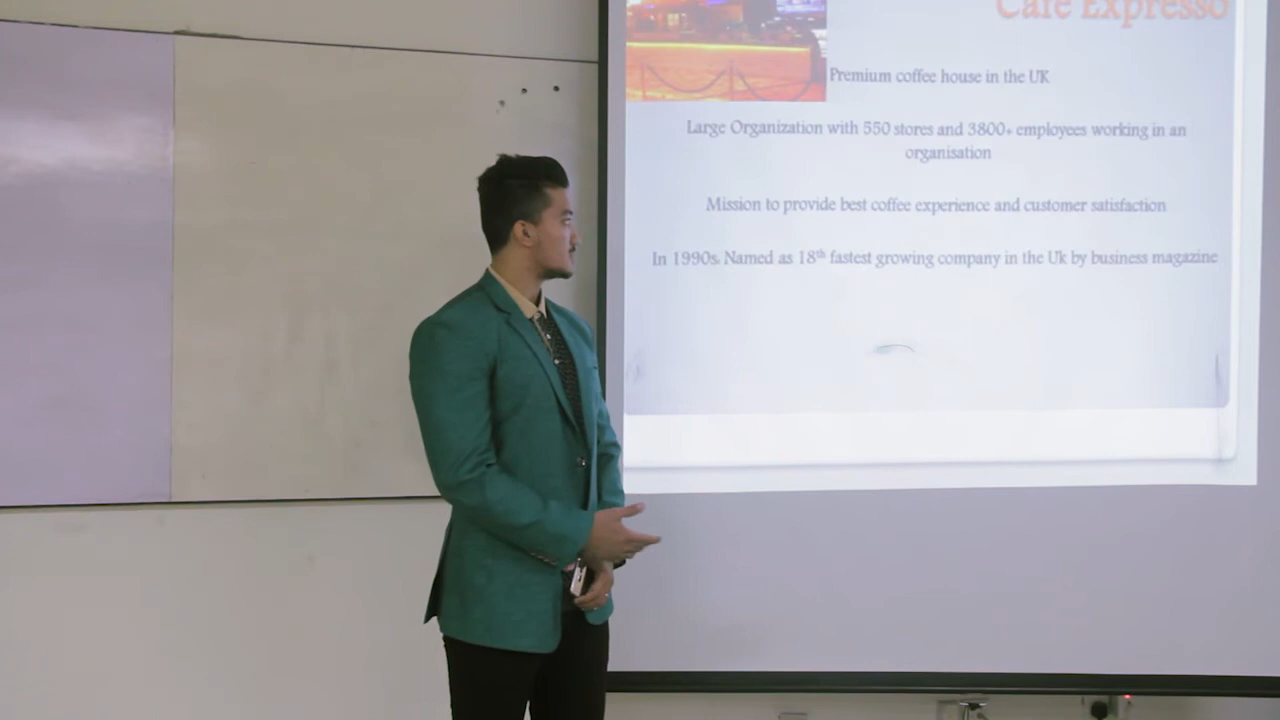 Cafe Expresso
Premium coffee house in the UK
Large Organization with 550 stores and 3800+ employees working in an
organisation
Mission to provide best coffee experience and customer satisfaction
In 1990s, Named as 18th fastest growing company in the Uk by business magazine